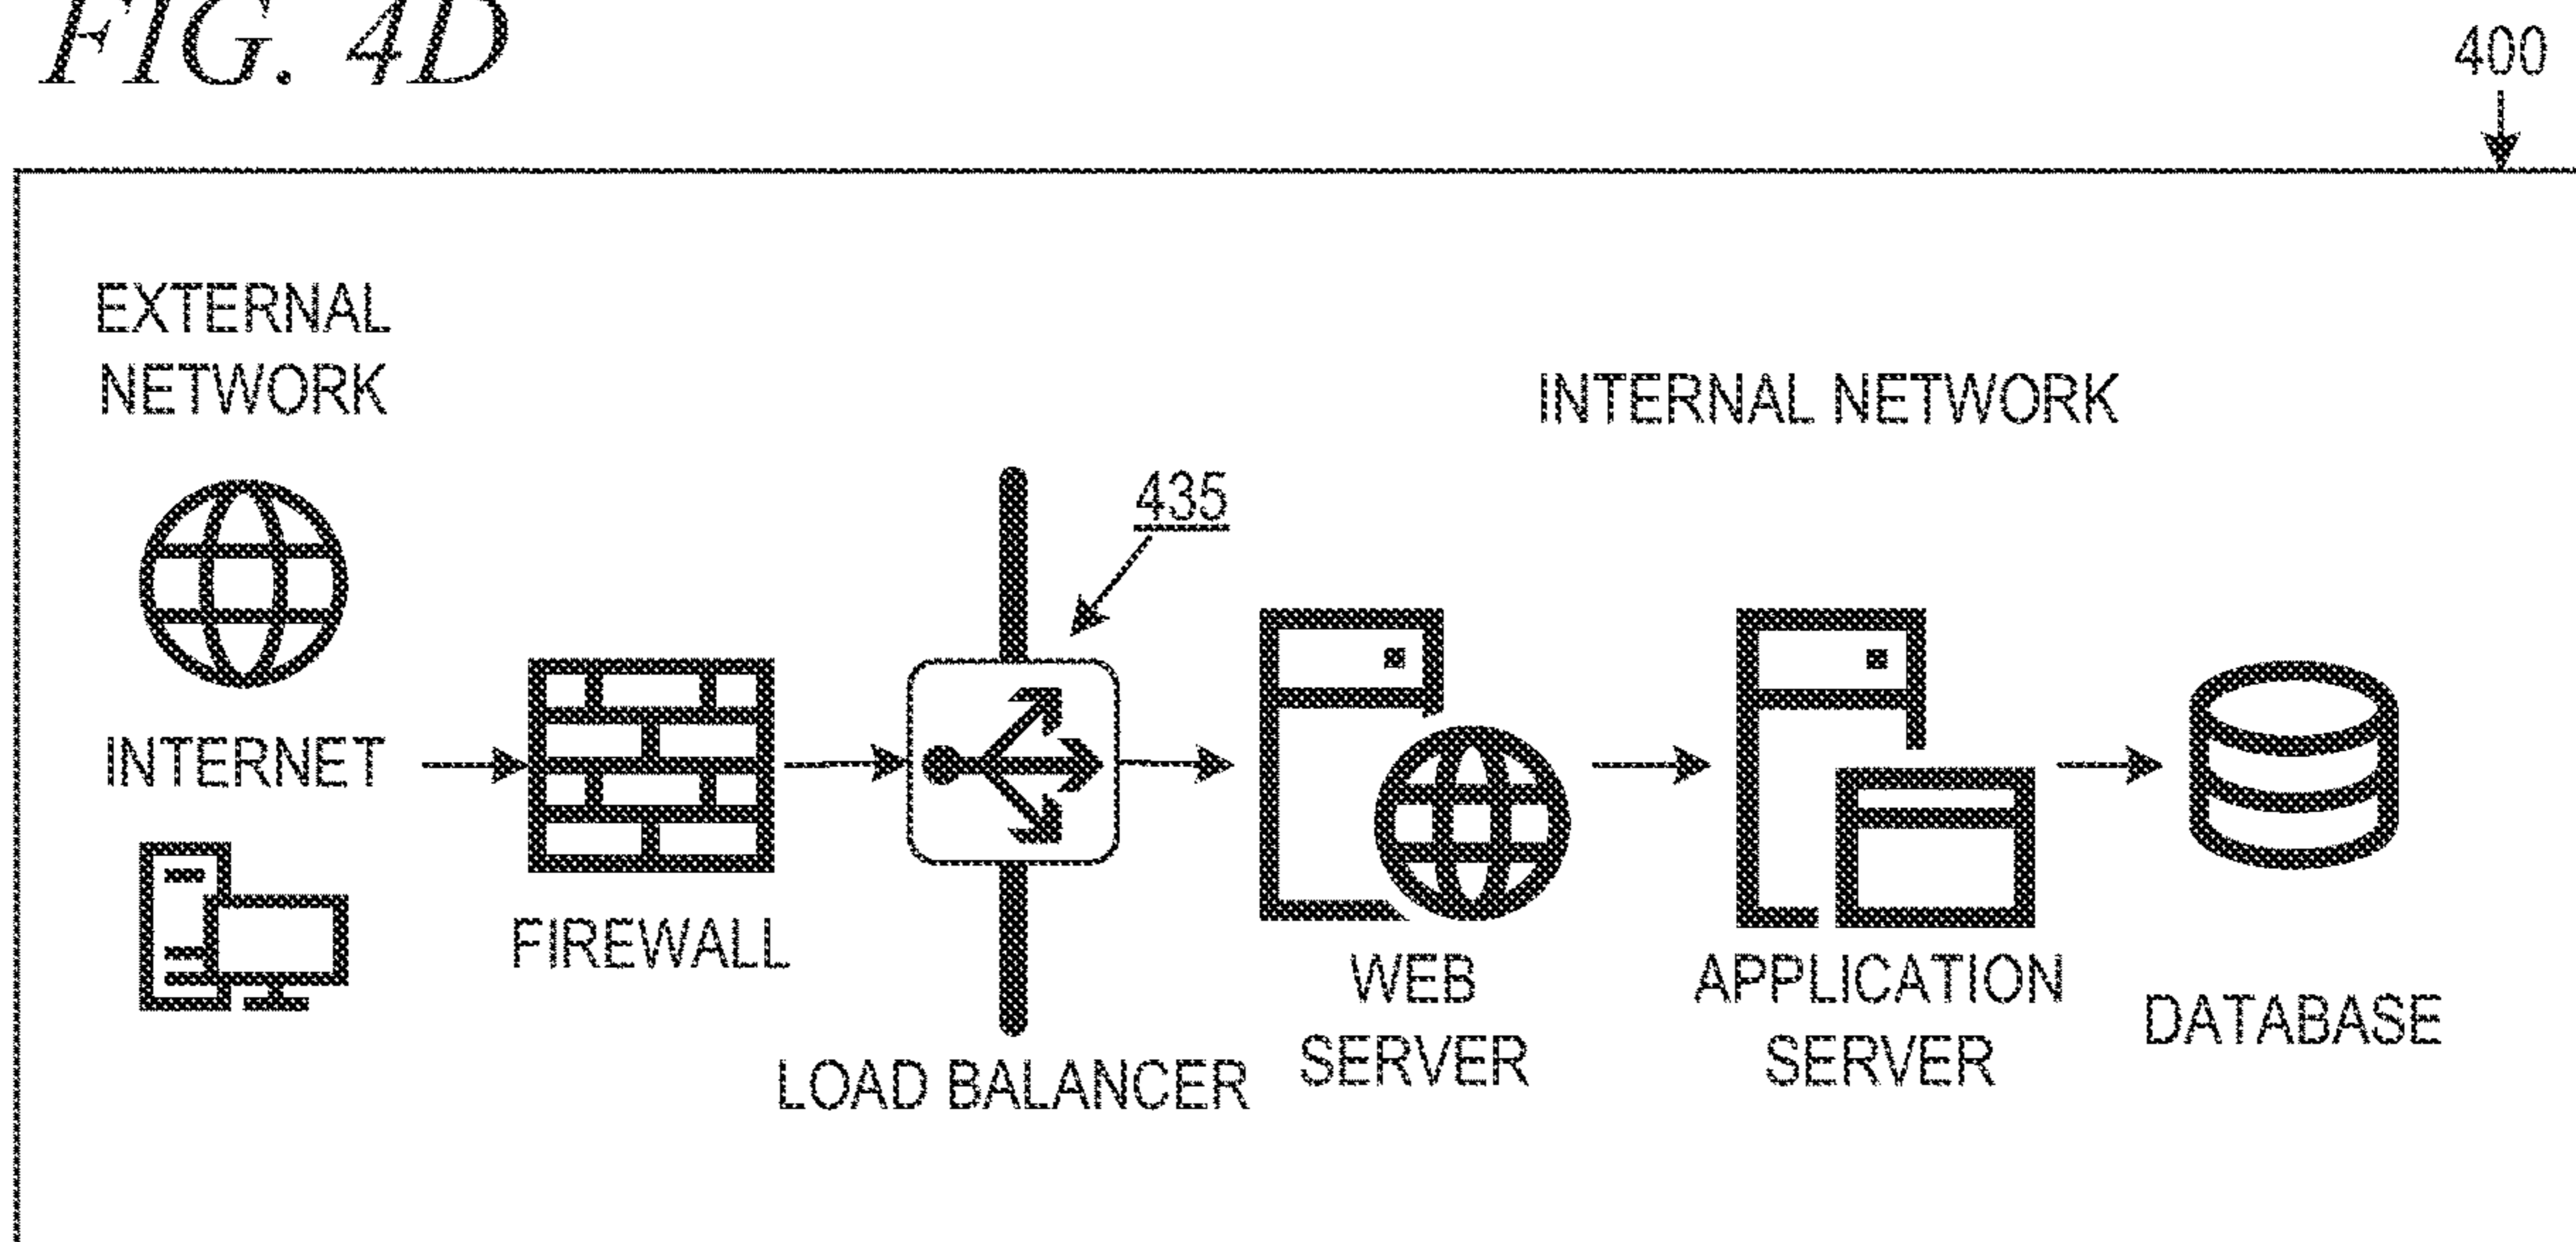 FIG. 4D
400
EXTERNAL
NETWORK
INTERNAL NETWORK
435
INTERNET
FIREWALL
LOAD BALANCER
WEB
SERVER
APPLICATION
SERVER
DATABASE